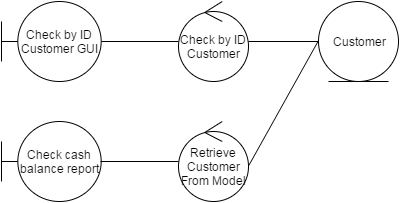 Check by ID
Customer GUI
Check by ID
Customer
Customer
Check cash
balance report
Retrieve
Customer
From Model